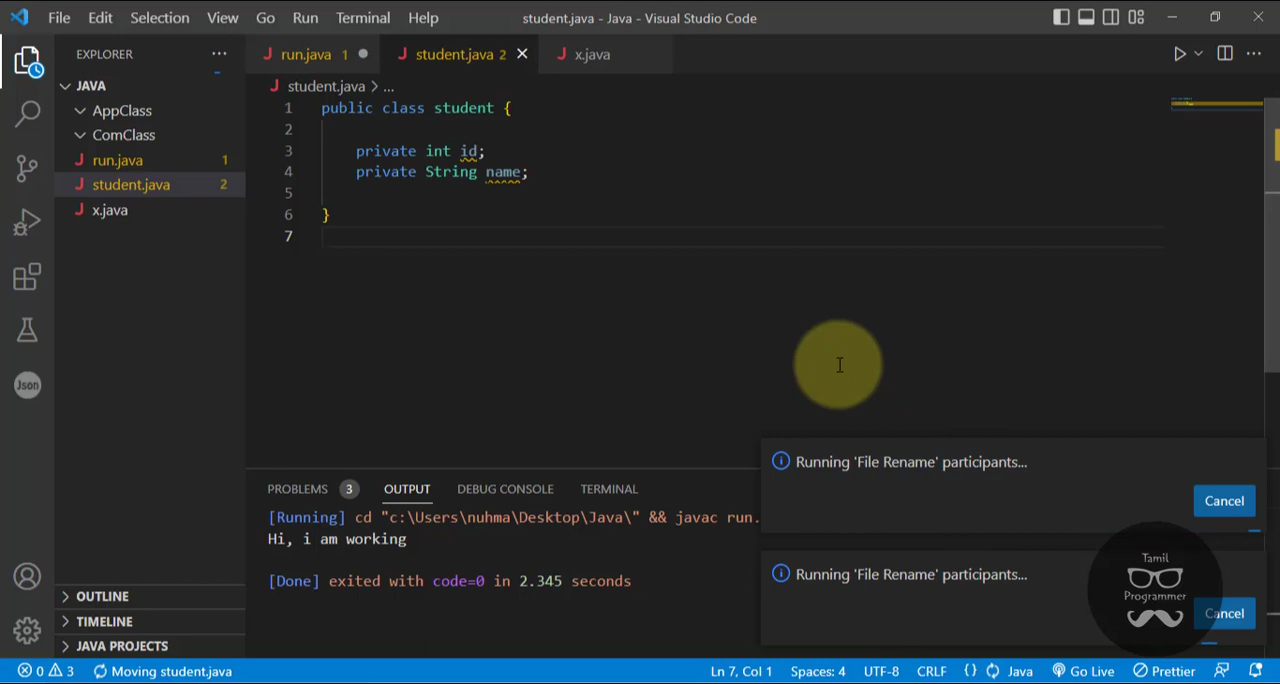 File Edit Selection View Go Run Terminal Help
student.java - Java - Visual Studio Code
EXPLORER
run.java 1
student.java 2
x.java
JAVA
AppClass
ComClass
run.java 1
student.java 2
x.java
student.java > ...
1 public class student {
2
3 private int id;
4 private String name;
5
6 }
7
Running 'File Rename' participants...
Cancel
Running 'File Rename' participants...
Cancel
Tamil
Programmer
PROBLEMS 3 OUTPUT DEBUG CONSOLE TERMINAL
[Running] cd "c:\Users\nuhma\Desktop\Java\" && javac run.
Hi, i am working
[Done] exited with code=0 in 2.345 seconds
Json
OUTLINE
TIMELINE
JAVA PROJECTS
0 3 Moving student.java Ln 7, Col 1 Spaces: 4 UTF-8 CRLF {} Java Go Live Prettier